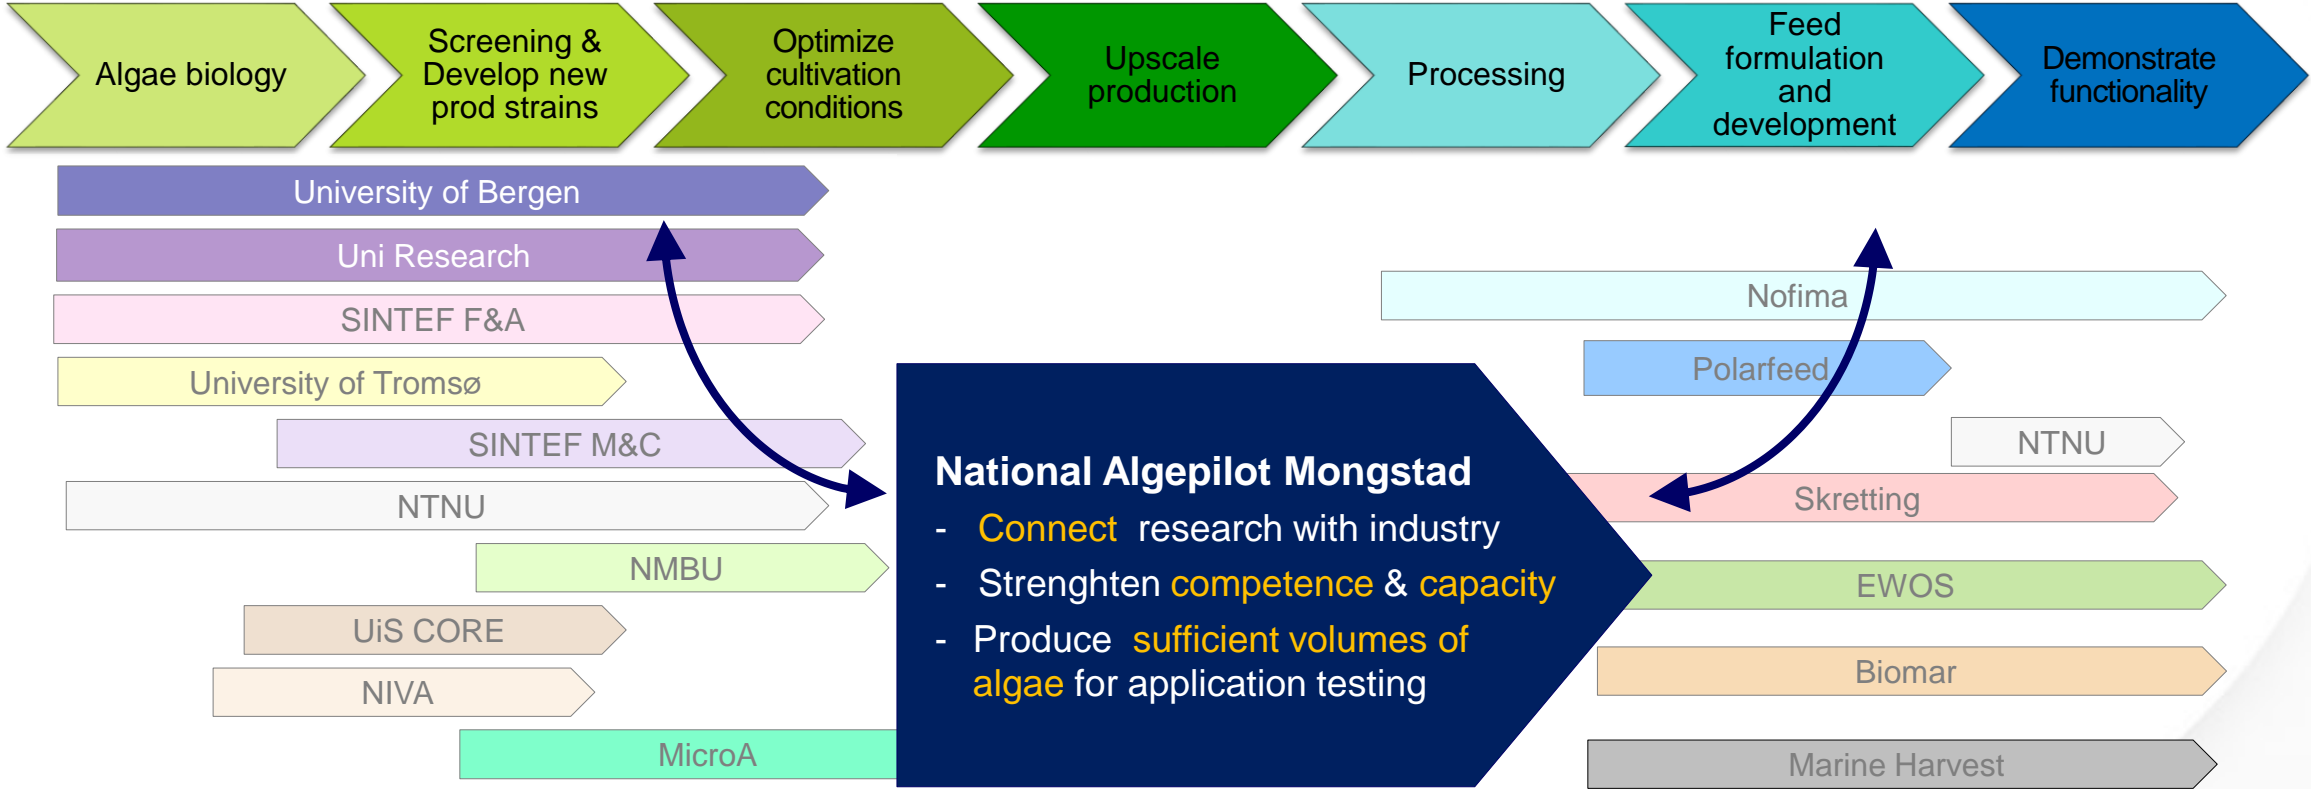 Algae biology
Screening &
Develop new
prod strains
Optimize
cultivation
conditions
Upscale
production
Processing
Feed
formulation
and
development
Demonstrate
functionality
University of Bergen
Uni Research
SINTEF F&A
University of Tromsø
SINTEF M&C
NTNU
NMBU
UiS CORE
NIVA
MicroA
National Algepilot Mongstad
- Connect research with industry
- Strenghten competence & capacity
- Produce sufficient volumes of
algae for application testing
Nofima
Polarfeed
NTNU
Skretting
EWOS
Biomar
Marine Harvest